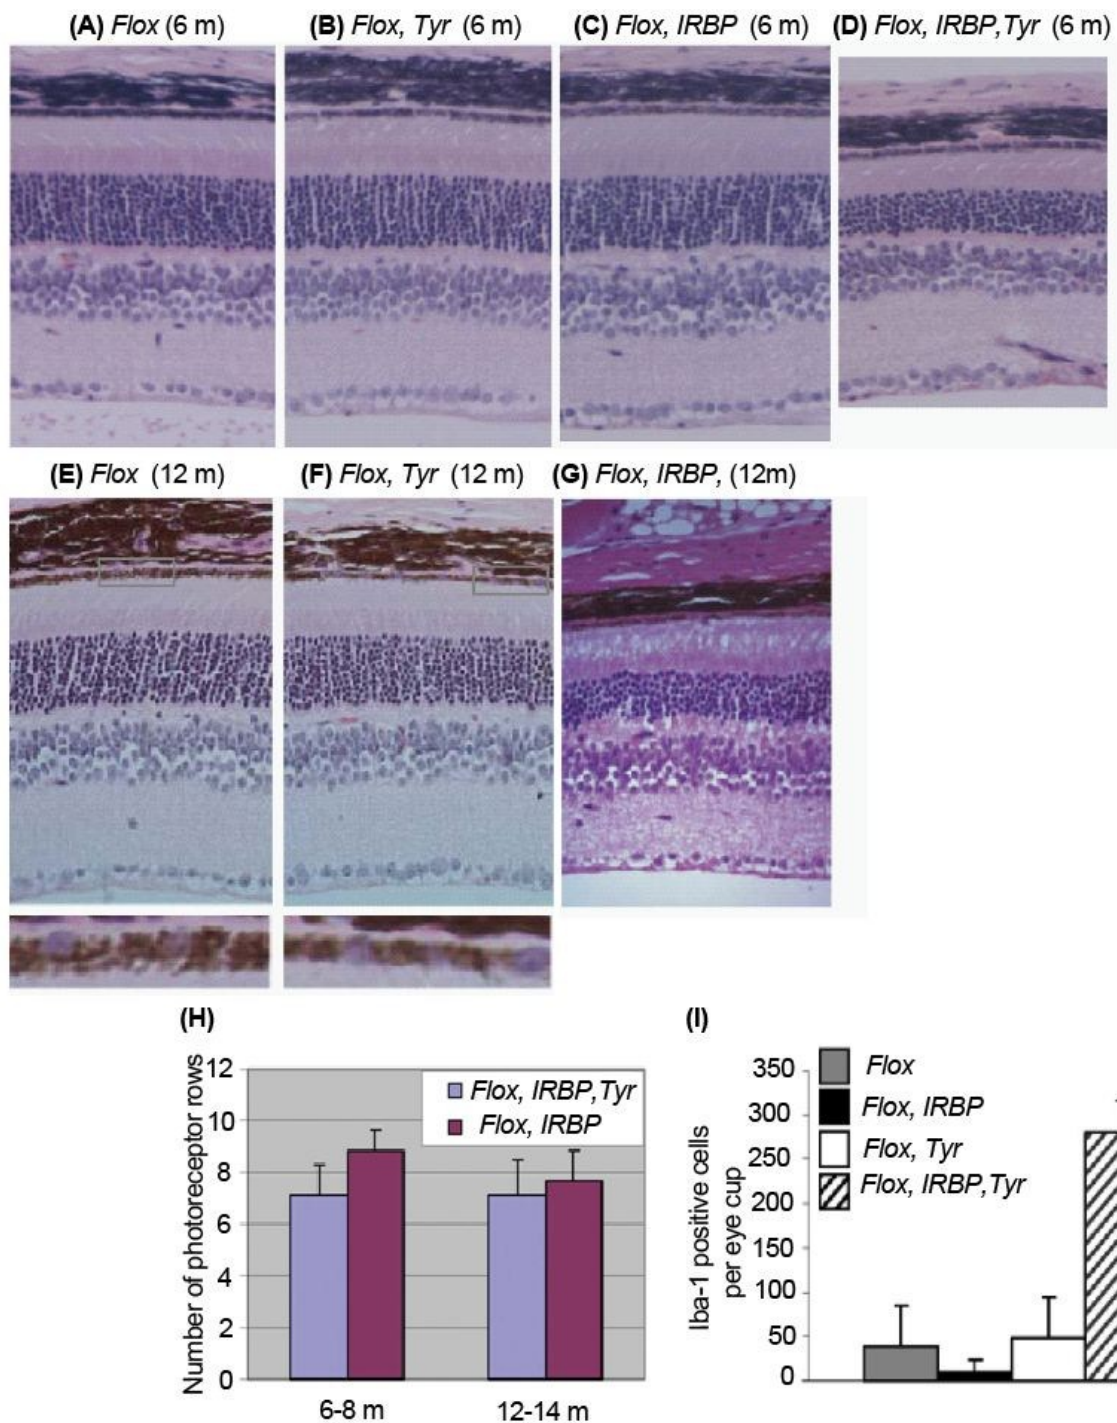 (A) Flox (6 m)
(B) Flox, Tyr (6 m)
(C) Flox, IRBP (6 m)
(D) Flox, IRBP,Tyr (6 m)
(E) Flox (12 m)
(F) Flox, Tyr (12 m)
(G) Flox, IRBP, (12m)
(H)
Number of photoreceptor rows
12
10
8
6
4
2
0
Flox, IRBP,Tyr
Flox, IRBP
6-8 m
12-14 m
(I)
Iba-1 positive cells
per eye cup
350
300
250
200
150
100
50
0
Flox
Flox, IRBP
Flox, Tyr
Flox, IRBP,Tyr